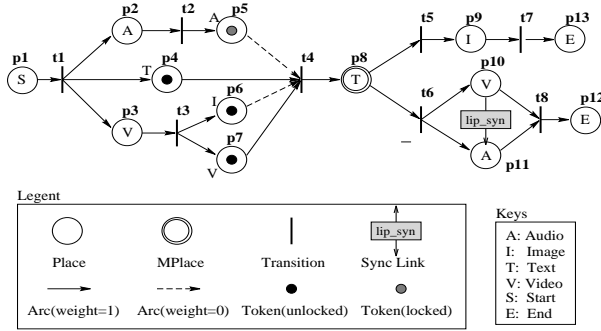 p1
S
t1
p2
A
t2
p5
A
p4
T
p3
V
t3
p6
I
p7
V
t4
p8
T
t5
p9
I
t7
p13
E
t6
p10
V
lip_syn
A
p11
t8
p12
E
Legent
Place
MPlace
Transition
lip_syn
Sync Link
Arc(weight=1)
Arc(weight=0)
Token(unlocked)
Token(locked)
Keys
A: Audio
I: Image
T: Text
V: Video
S: Start
E: End